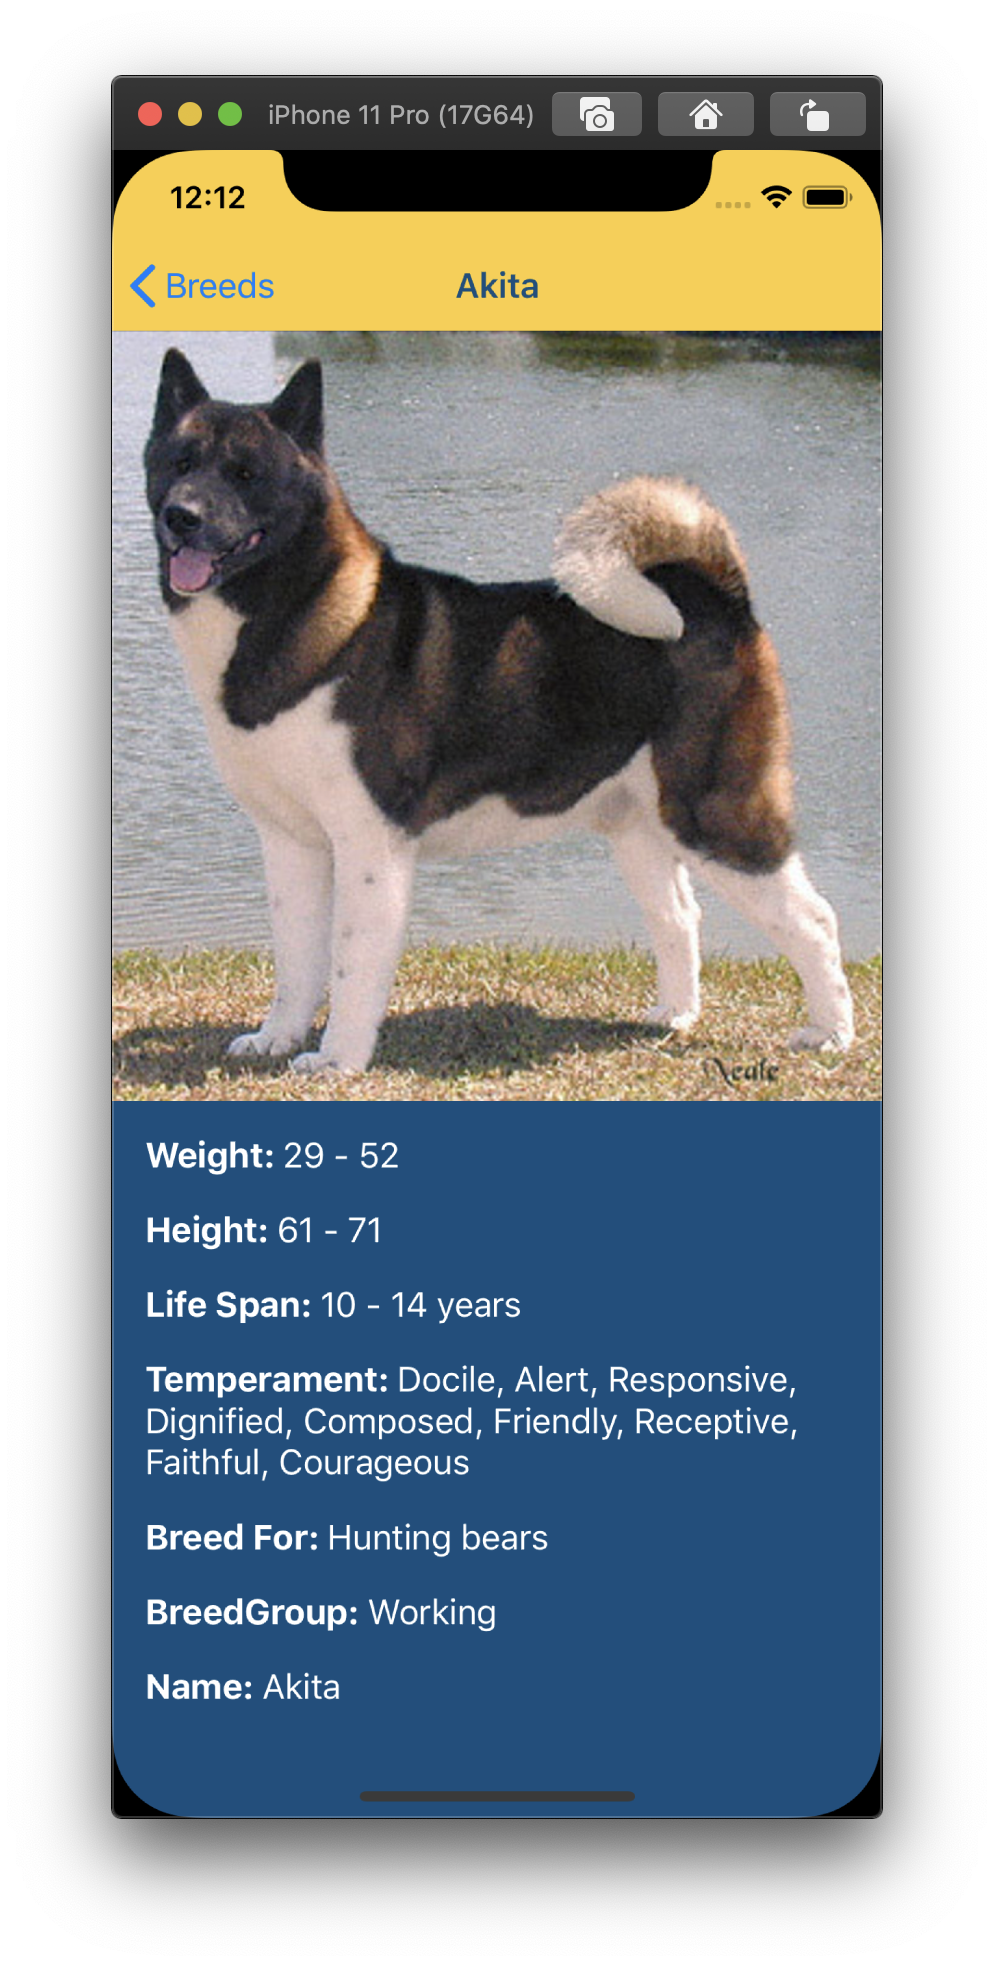 iPhone 11 Pro (17G64)
12:12
Breeds
Akita
Neale
Weight: 29 - 52
Height: 61 - 71
Life Span: 10 - 14 years
Temperament: Docile, Alert, Responsive,
Dignified, Composed, Friendly, Receptive,
Faithful, Courageous
Breed For: Hunting bears
BreedGroup: Working
Name: Akita